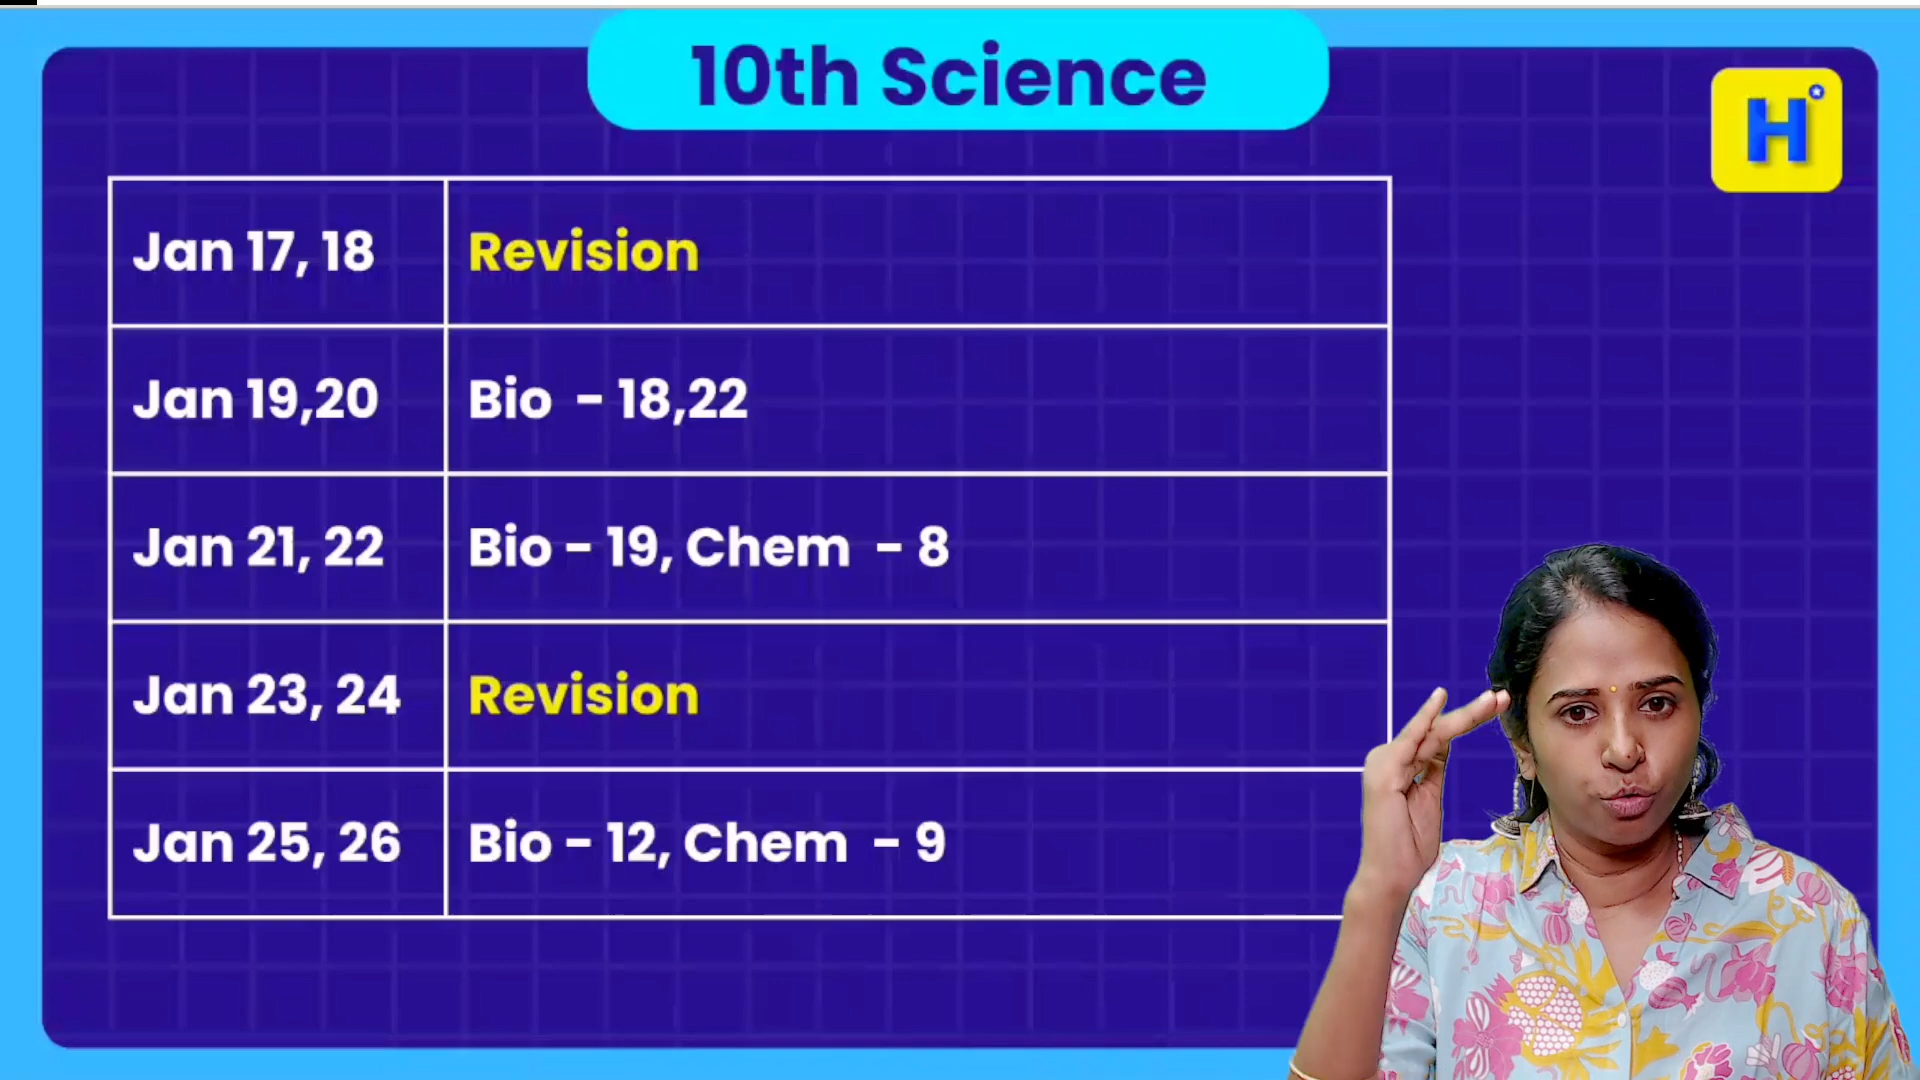 10th Science
H
Jan 17, 18 Revision
Jan 19,20 Bio - 18,22
Jan 21, 22 Bio - 19, Chem - 8
Jan 23, 24 Revision
Jan 25, 26 Bio - 12, Chem - 9